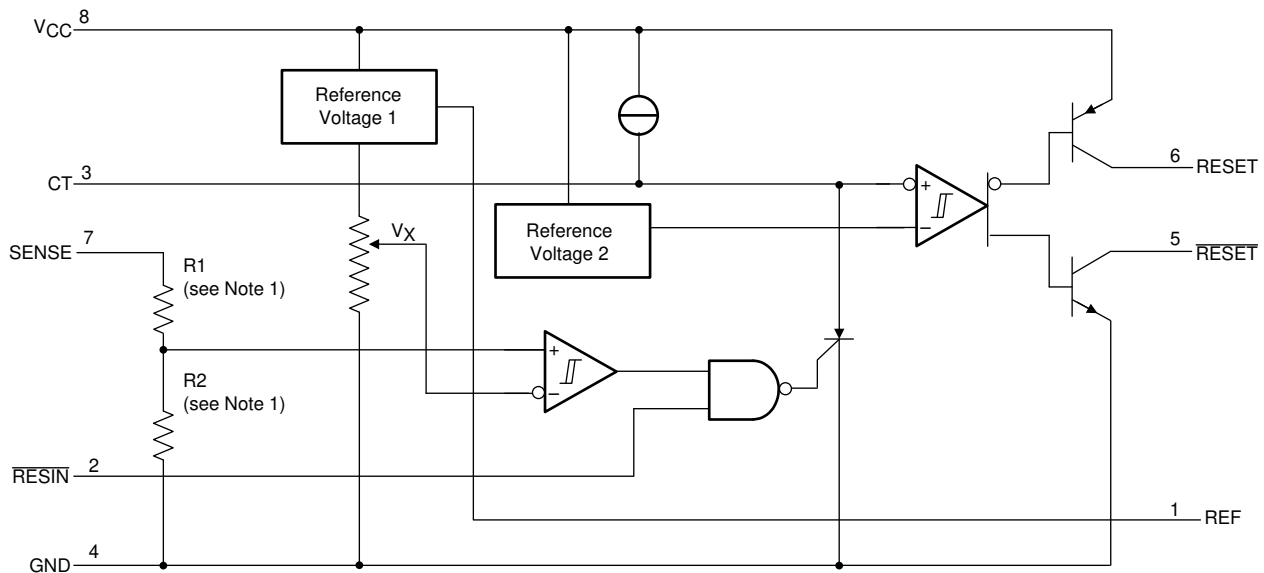 VCC 8
Reference
Voltage 1
CT 3
SENSE 7
R1
(see Note 1)
VX
Reference
Voltage 2
+
−
6 RESET
5 RESET
R2
(see Note 1)
+
−
RESIN 2
1 REF
GND 4